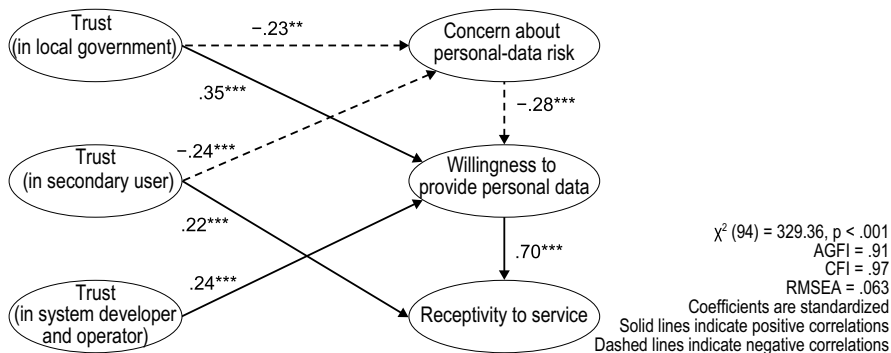 Trust
(in local government)
−.23**
Concern about
personal-data risk
.35***
−.28***
Trust
(in secondary user)
−.24***
Willingness to
provide personal data
.22***
.70***
.24***
Trust
(in system developer
and operator)
Receptivity to service
χ² (94) = 329.36, p < .001
AGFI = .91
CFI = .97
RMSEA = .063
Coefficients are standardized
Solid lines indicate positive correlations
Dashed lines indicate negative correlations